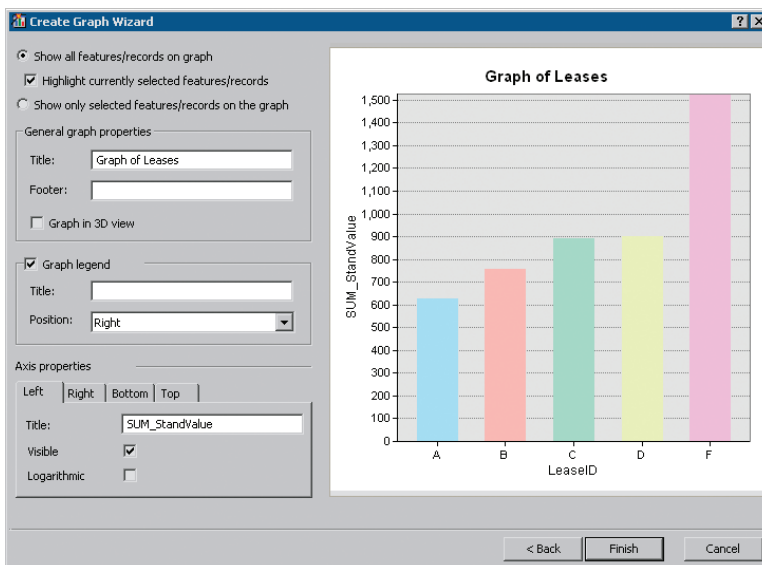 Create Graph Wizard
Show all features/records on graph
Highlight currently selected features/records
Show only selected features/records on the graph
General graph properties
Title: Graph of Leases
Footer:
Graph in 3D view
Graph legend
Title:
Position: Right
Axis properties
Left Right Bottom Top
Title: SUM_StandValue
Visible
Logarithmic
Graph of Leases
1,500
1,400
1,300
1,200
1,100
1,000
900
800
700
600
500
400
300
200
100
0
SUM_StandValue
A B C D F
LeaseID
< Back Finish Cancel